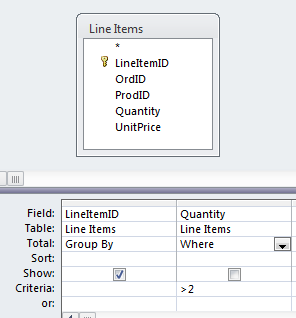 Line Items
*
LineItemID
OrdID
ProdID
Quantity
UnitPrice
Field: LineItemID Quantity
Table: Line Items Line Items
Total: Group By Where
Sort:
Show:
Criteria: >2
or: